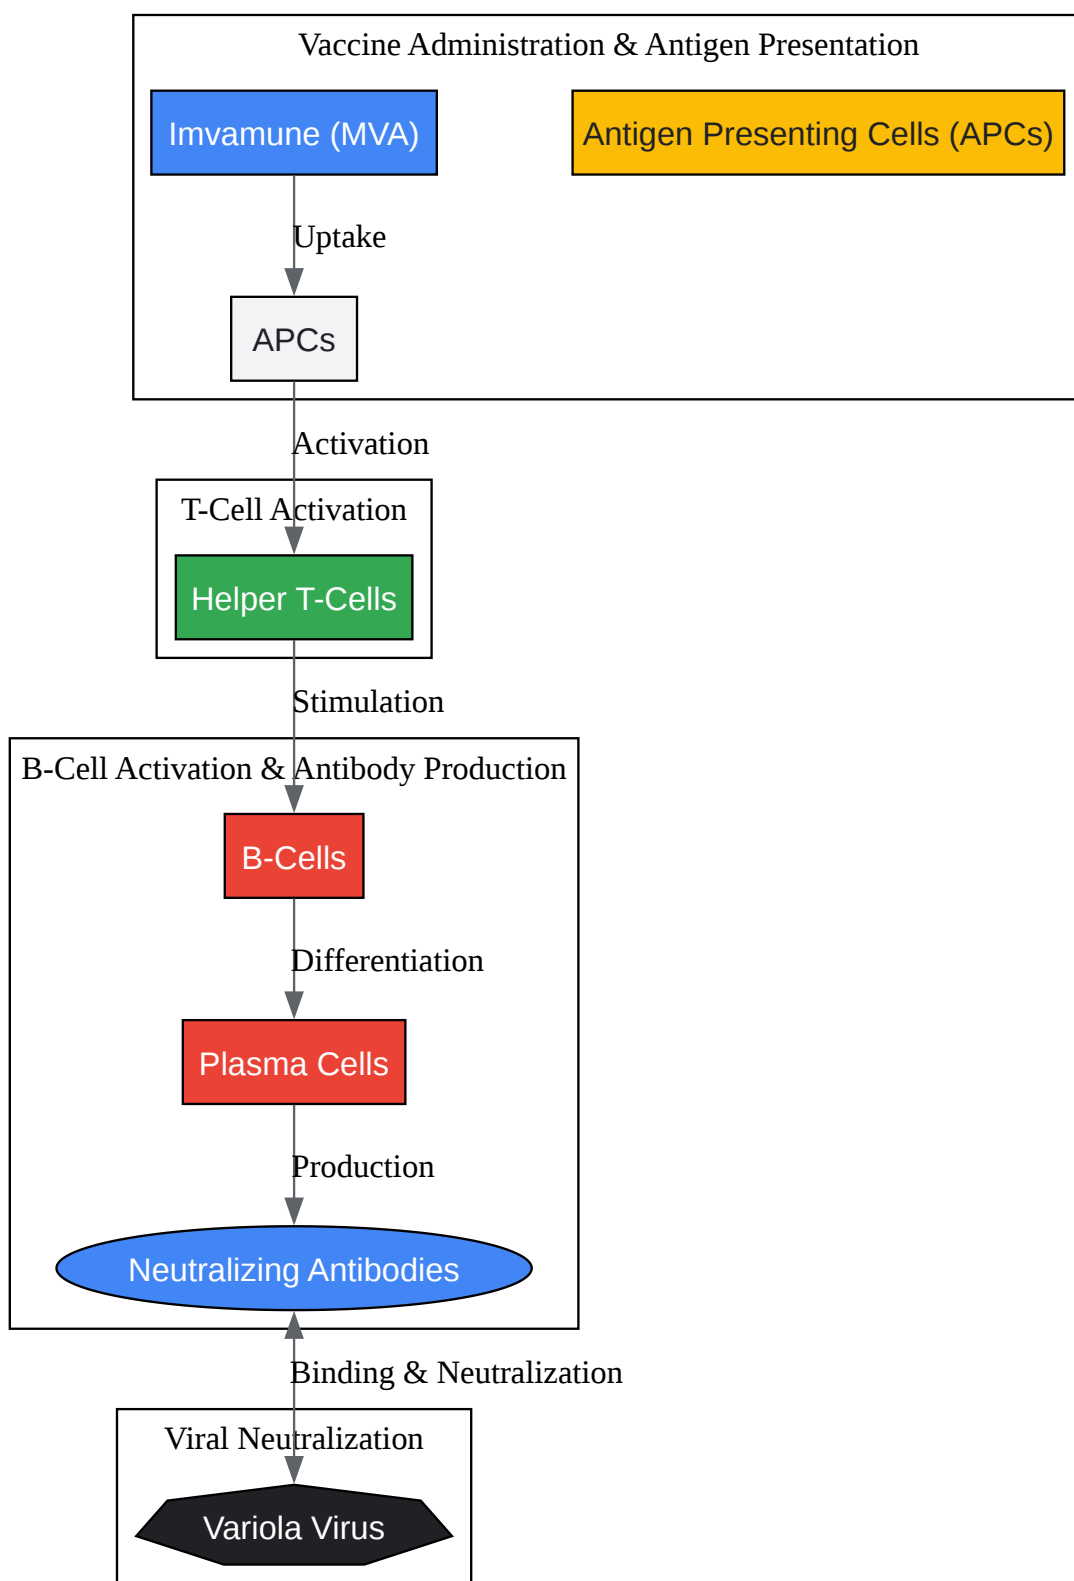 Vaccine Administration & Antigen Presentation
Imvamune (MVA)
Antigen Presenting Cells (APCs)
Uptake
APCs
Activation
T-Cell Activation
Helper T-Cells
Stimulation
B-Cell Activation & Antibody Production
B-Cells
Differentiation
Plasma Cells
Production
Neutralizing Antibodies
Binding & Neutralization
Viral Neutralization
Variola Virus